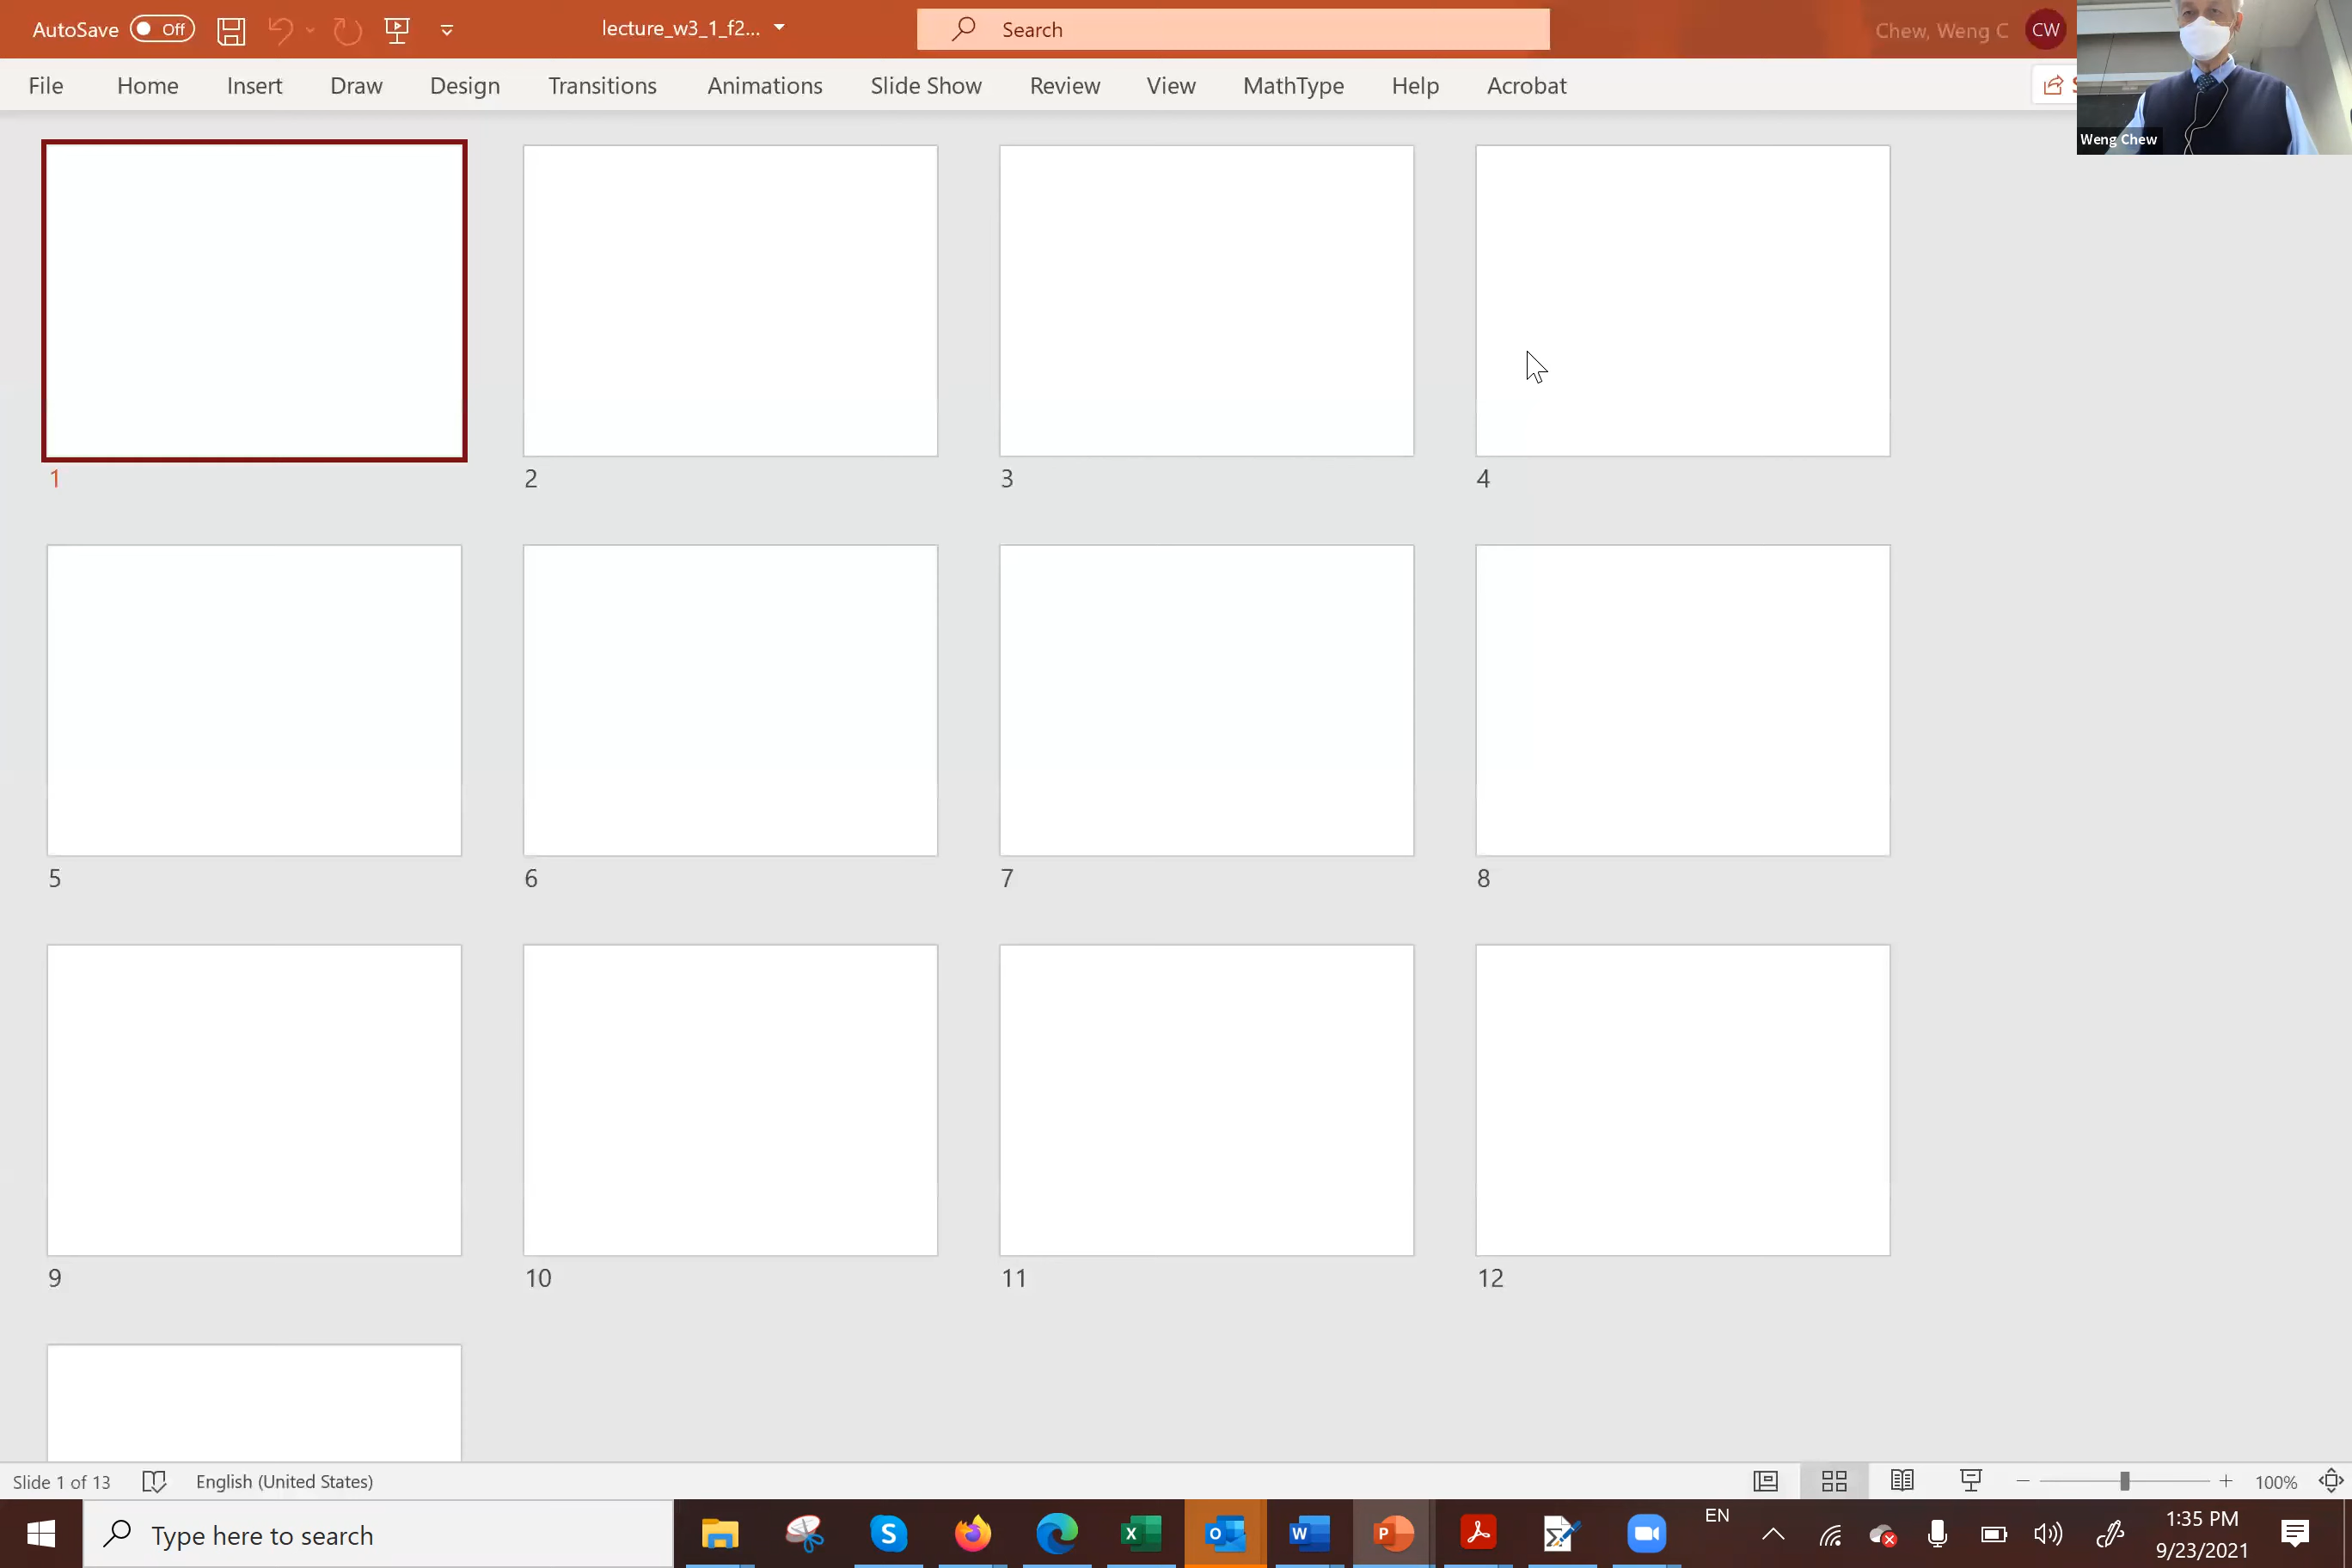 AutoSave Off lecture_w3_1_f2... Search Chew, Weng C CW
File Home Insert Draw Design Transitions Animations Slide Show Review View MathType Help Acrobat
Weng Chew
1 2 3 4
5 6 7 8
9 10 11 12
Slide 1 of 13 English (United States) 100%
Type here to search EN 1:35 PM
9/23/2021